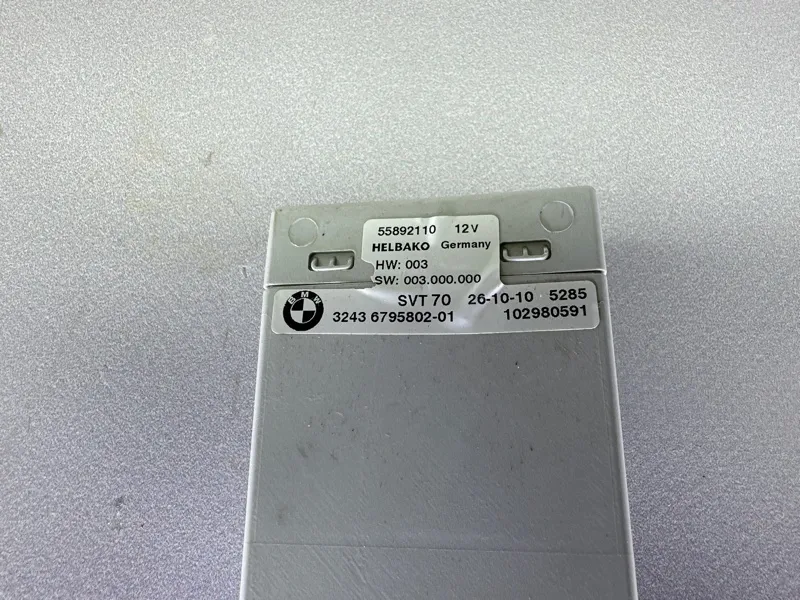 55892110 12V
HELBAKO Germany
HW: 003
SW: 003.000.000
BMW
SVT 70 26-10-10 5285
3243 6795802-01 102980591